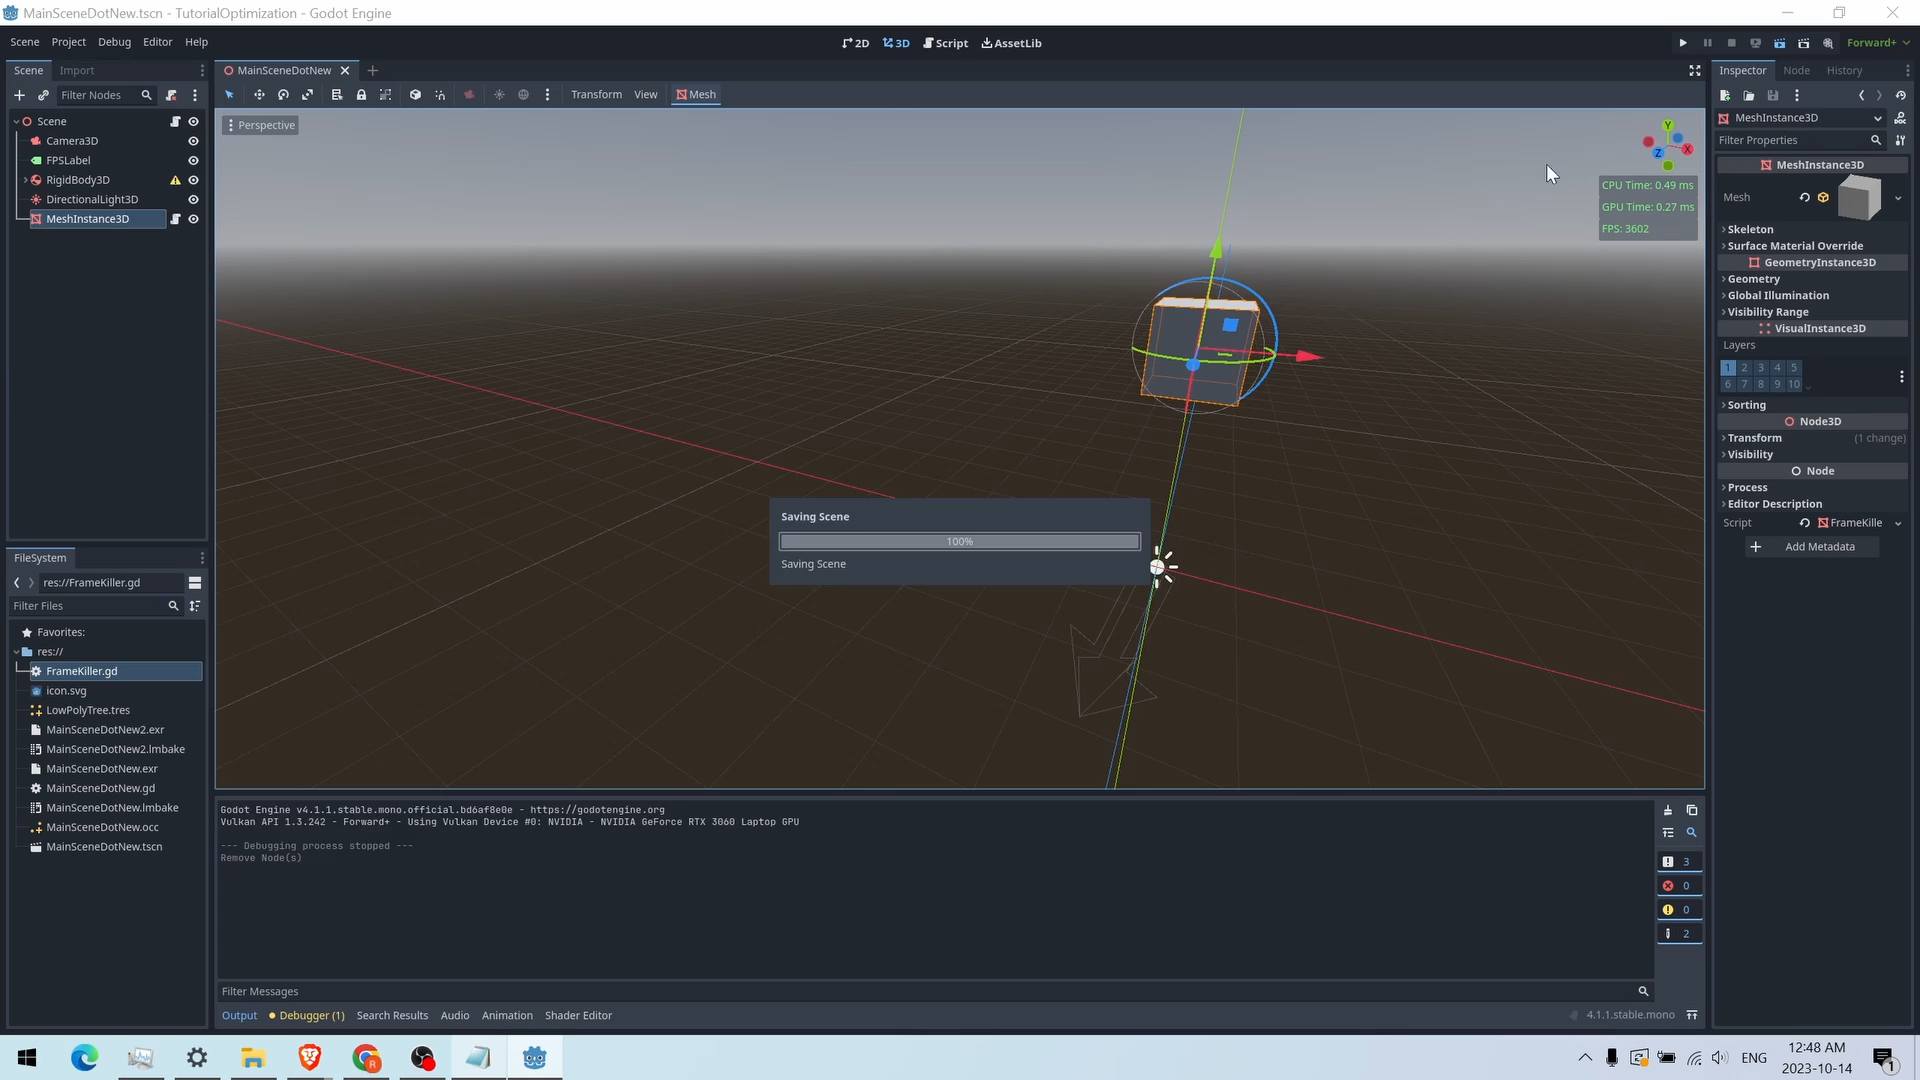 MainSceneDotNew.tscn - TutorialOptimization - Godot Engine
Scene Project Debug Editor Help
2D 3D Script AssetLib
Forward+
Scene Import
MainSceneDotNew
Inspector Node History
Filter Nodes
Transform View Mesh
Scene
Camera3D
FPSLabel
RigidBody3D
DirectionalLight3D
MeshInstance3D
Perspective
Y
X
Z
CPU Time: 0.49 ms
GPU Time: 0.27 ms
FPS: 3602
Saving Scene
100%
Saving Scene
MeshInstance3D
Filter Properties
MeshInstance3D
Mesh
Skeleton
Surface Material Override
GeometryInstance3D
Geometry
Global Illumination
Visibility Range
VisualInstance3D
Layers
1 2 3 4 5
6 7 8 9 10
Sorting
Node3D
Transform (1 change)
Visibility
Node
Process
Editor Description
Script FrameKille
Add Metadata
FileSystem
res://FrameKiller.gd
Filter Files
Favorites:
res://
FrameKiller.gd
icon.svg
LowPolyTree.tres
MainSceneDotNew2.exr
MainSceneDotNew2.lmbake
MainSceneDotNew.exr
MainSceneDotNew.gd
MainSceneDotNew.lmbake
MainSceneDotNew.occ
MainSceneDotNew.tscn
Godot Engine v4.1.1.stable.mono.official.bd6af8e0e - https://godotengine.org
Vulkan API 1.3.242 - Forward+ - Using Vulkan Device #0: NVIDIA - NVIDIA GeForce RTX 3060 Laptop GPU
--- Debugging process stopped ---
Remove Node(s)
3
0
0
2
Filter Messages
Output Debugger (1) Search Results Audio Animation Shader Editor
4.1.1.stable.mono
ENG
12:48 AM
2023-10-14
1